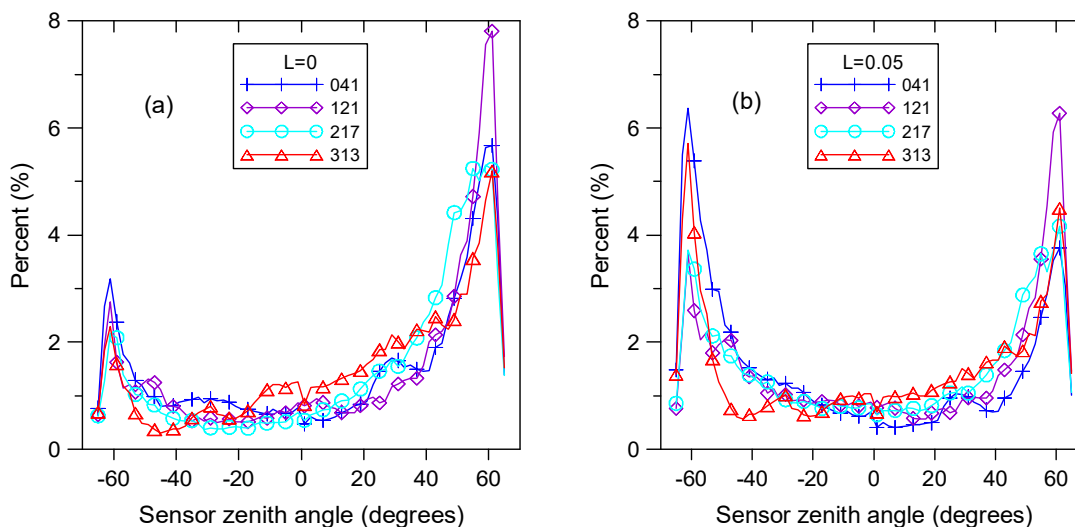 8
6
4
2
0
Percent (%)
(a)
L=0
041
121
217
313
-60 -40 -20 0 20 40 60
Sensor zenith angle (degrees)
8
6
4
2
0
Percent (%)
(b)
L=0.05
041
121
217
313
-60 -40 -20 0 20 40 60
Sensor zenith angle (degrees)